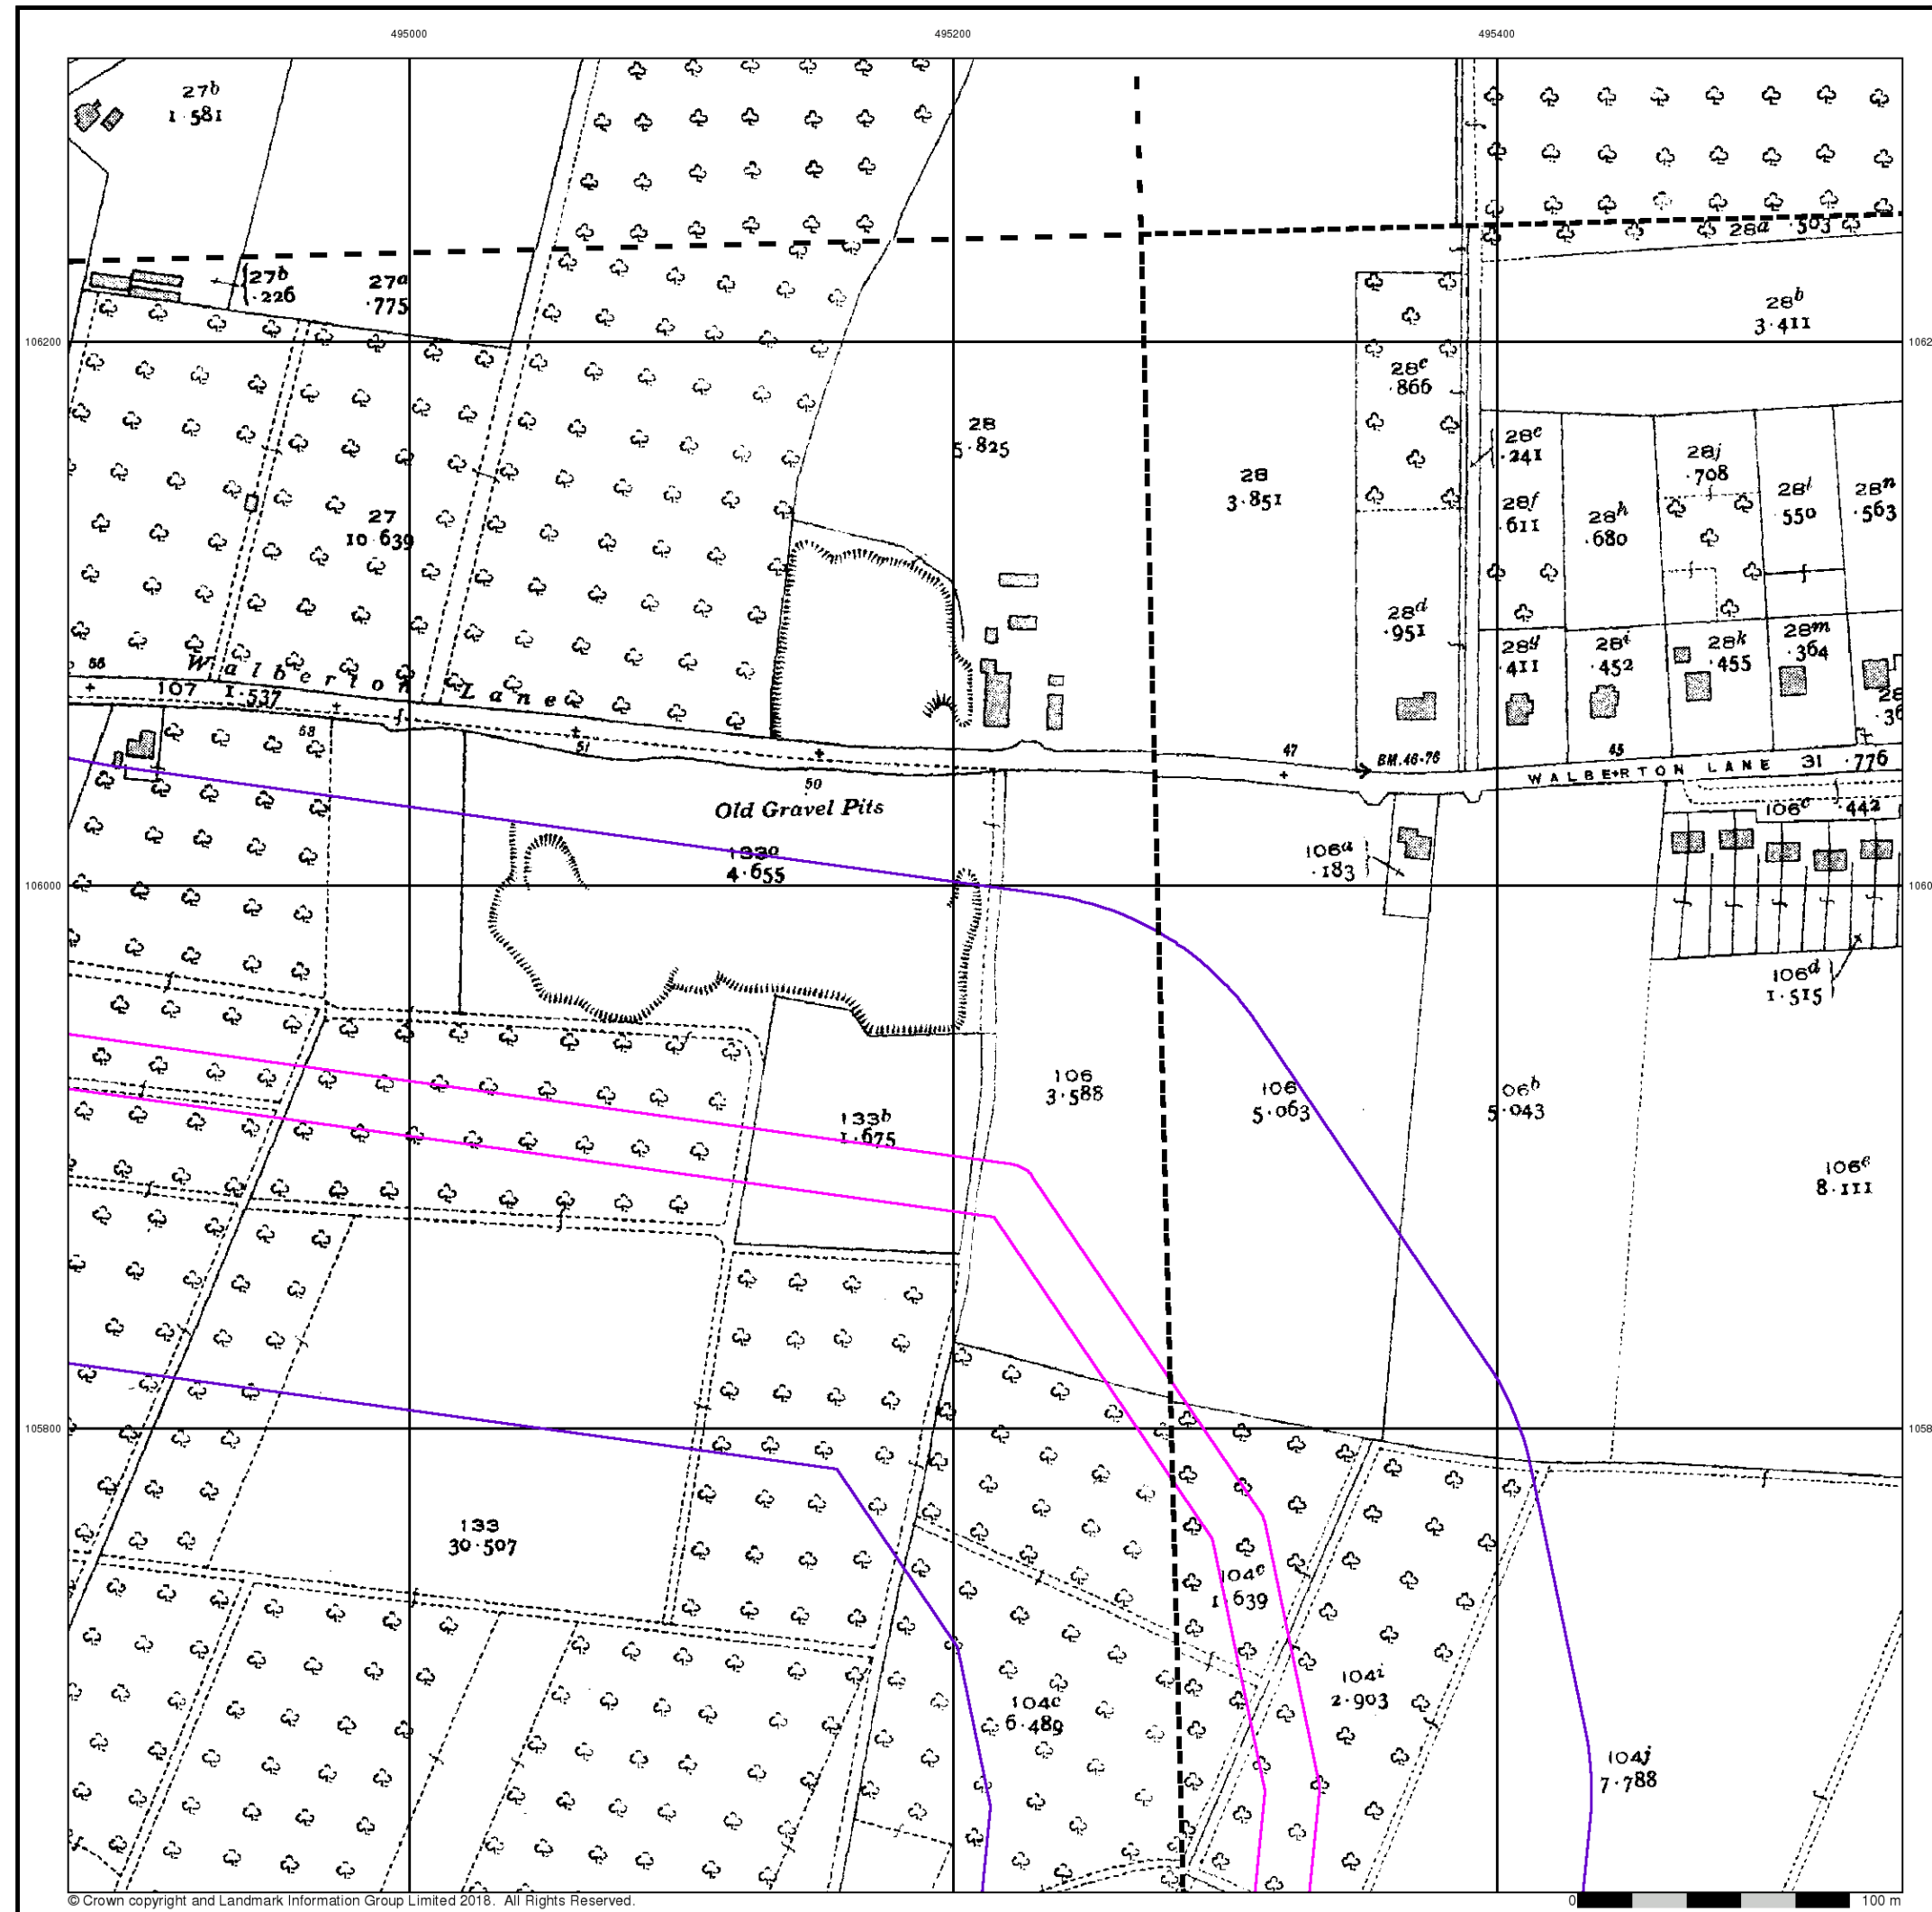 495000
495200
495400
27b
1·581
28a ·503
27b
·226
27a
·775
28b
3·411
106200
28c
·866
28
5·825
28e
·241
28j
·708
28
3·851
28l
·550
28n
·563
28f
·611
28h
·680
27
10·639
28d
·951
28g
·411
28i
·452
28k
·455
28m
·364
Walberton Lane
107 1·537
58
51
50
47
BM.46·76
45
WALBERTON LANE 31 ·776
Old Gravel Pits
106c ·442
133a
4·655
106a
·183
106000
106d
1·515
106
3·588
106
5·063
106b
5·043
133b
1·675
106e
8·111
105800
133
30·507
104e
1·639
104c
6·489
104i
2·903
104j
7·788
© Crown copyright and Landmark Information Group Limited 2018. All Rights Reserved.
0 100 m